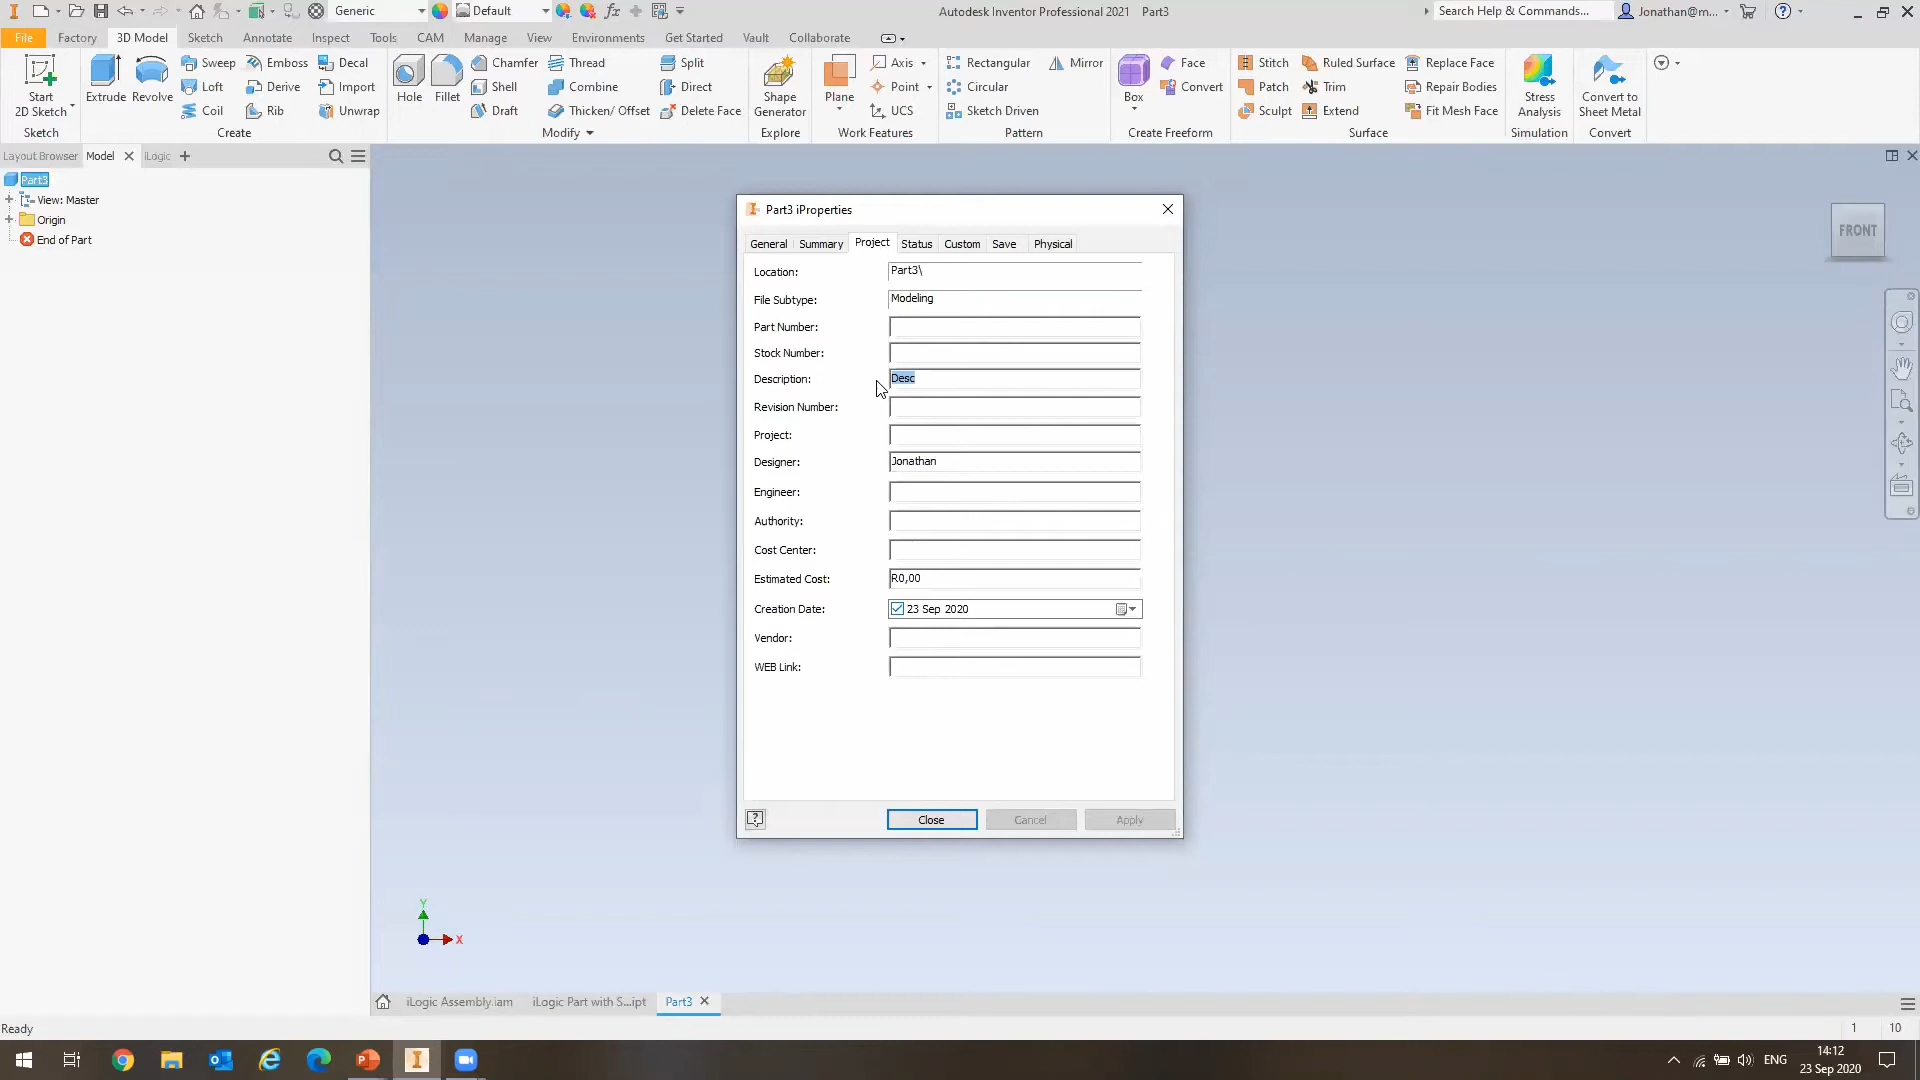 Generic
Default
Autodesk Inventor Professional 2021 Part3
Search Help & Commands...
Jonathan@m...
File Factory 3D Model Sketch Annotate Inspect Tools CAM Manage View Environments Get Started Vault Collaborate
Start
2D Sketch
Sketch
Extrude
Revolve
Sweep
Loft
Coil
Emboss
Derive
Rib
Decal
Import
Unwrap
Create
Hole
Fillet
Chamfer
Shell
Draft
Thread
Combine
Thicken/ Offset
Split
Direct
Delete Face
Modify
Shape
Generator
Explore
Plane
Axis
Point
UCS
Work Features
Rectangular
Circular
Sketch Driven
Mirror
Pattern
Box
Face
Convert
Create Freeform
Stitch
Patch
Sculpt
Ruled Surface
Trim
Extend
Replace Face
Repair Bodies
Fit Mesh Face
Surface
Stress
Analysis
Simulation
Convert to
Sheet Metal
Convert
Layout Browser Model iLogic
Part3
View: Master
Origin
End of Part
FRONT
Part3 iProperties
General Summary Project Status Custom Save Physical
Location: Part3\
File Subtype: Modeling
Part Number:
Stock Number:
Description: Desc
Revision Number:
Project:
Designer: Jonathan
Engineer:
Authority:
Cost Center:
Estimated Cost: R0,00
Creation Date: 23 Sep 2020
Vendor:
WEB Link:
Close Cancel Apply
Y
X
iLogic Assembly.iam iLogic Part with S...ipt Part3
Ready
1 10
ENG
14:12
23 Sep 2020